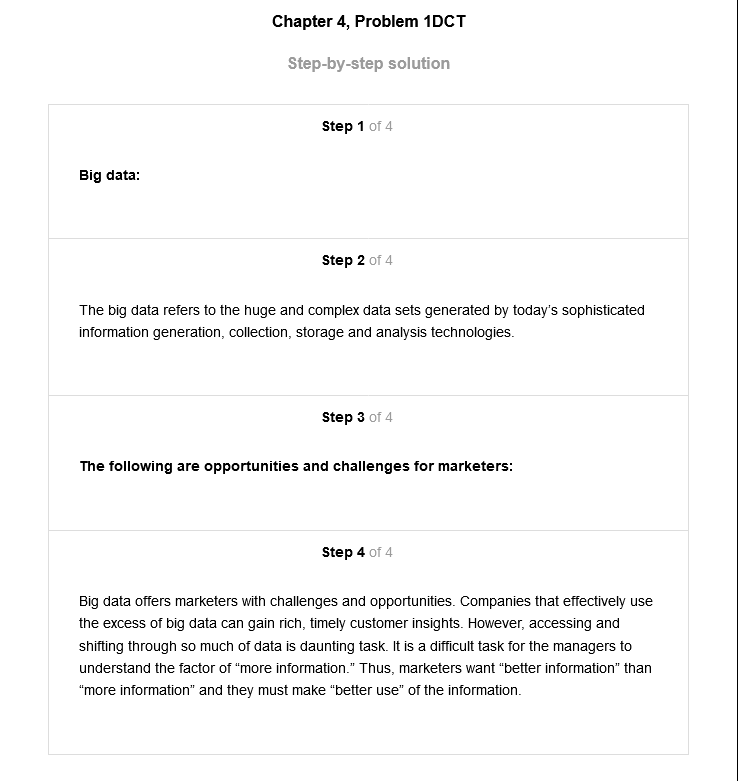 Chapter 4, Problem 1DCT
Step-by-step solution
Step 1 of 4
Big data:
Step 2 of 4
The big data refers to the huge and complex data sets generated by today’s sophisticated
information generation, collection, storage and analysis technologies.
Step 3 of 4
The following are opportunities and challenges for marketers:
Step 4 of 4
Big data offers marketers with challenges and opportunities. Companies that effectively use
the excess of big data can gain rich, timely customer insights. However, accessing and
shifting through so much of data is daunting task. It is a difficult task for the managers to
understand the factor of “more information.” Thus, marketers want “better information” than
“more information” and they must make “better use” of the information.